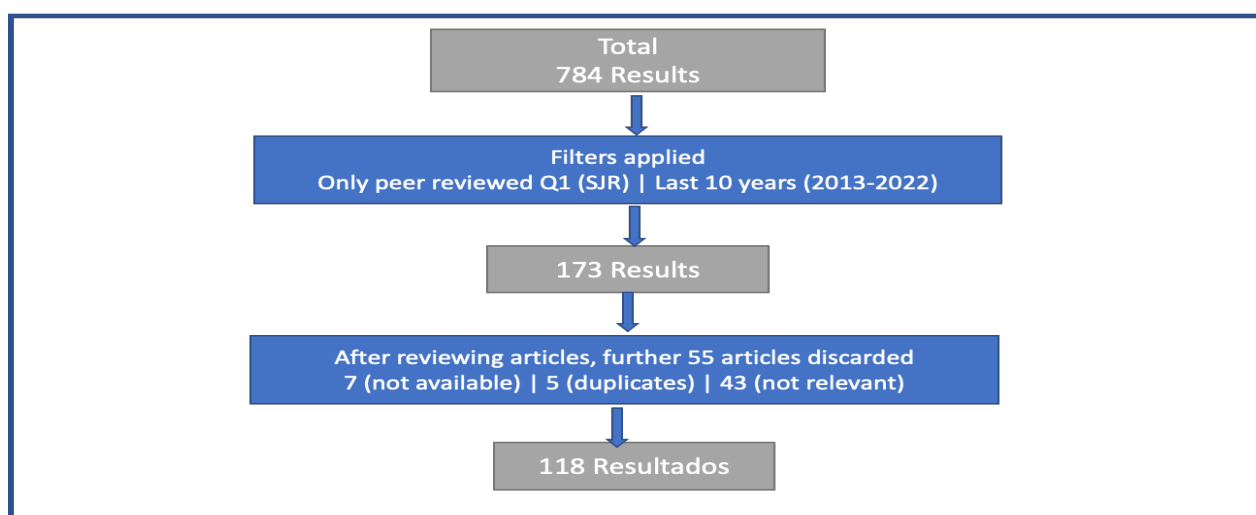 Total
784 Results
Filters applied
Only peer reviewed Q1 (SJR) | Last 10 years (2013-2022)
173 Results
After reviewing articles, further 55 articles discarded
7 (not available) | 5 (duplicates) | 43 (not relevant)
118 Resultados